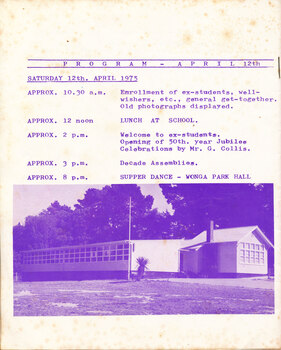 PROGRAM - APRIL 12th
SATURDAY 12th. APRIL 1975
APPROX. 10.30 a.m. Enrollment of ex-students, well-
wishers, etc., general get-together.
Old photographs displayed.
APPROX. 12 noon LUNCH AT SCHOOL.
APPROX. 2 p.m. Welcome to ex-students.
Opening of 50th. year Jubilee
Celebrations by Mr. G. Collis.
APPROX. 3 p.m. Decade Assemblies.
APPROX. 8 p.m. SUPPER DANCE - WONGA PARK HALL